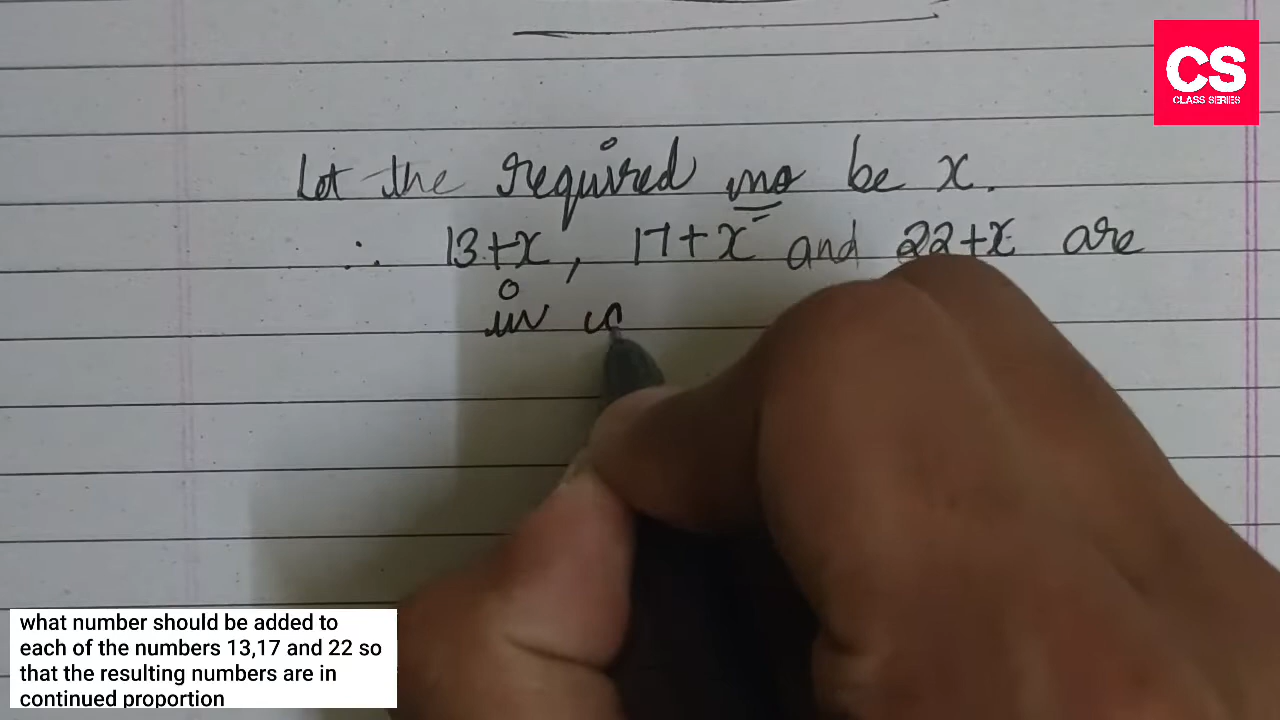 CS
CLASS SERIES
Let the required no be x.
∴ 13+x, 17+x and 22+x are
in co
what number should be added to
each of the numbers 13,17 and 22 so
that the resulting numbers are in
continued proportion